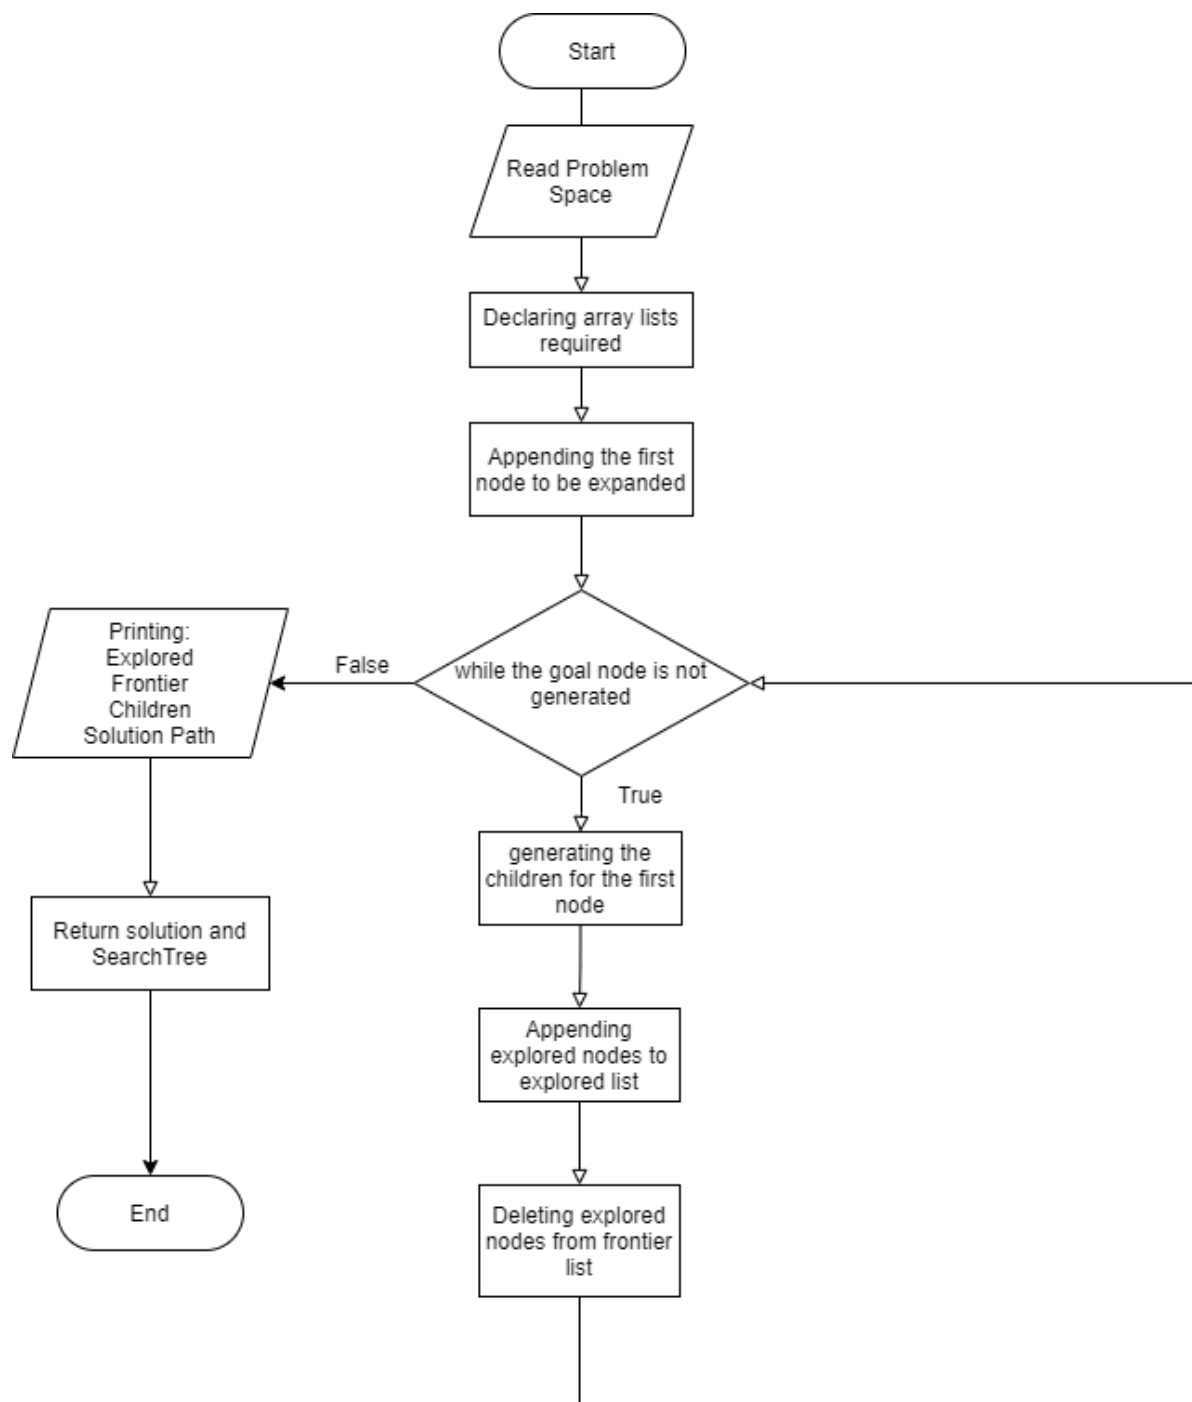 Start
Read Problem
Space
Declaring array lists
required
Appending the first
node to be expanded
Printing:
Explored
Frontier
Children
Solution Path
False
while the goal node is not
generated
True
generating the
children for the first
node
Return solution and
SearchTree
Appending
explored nodes to
explored list
End
Deleting explored
nodes from frontier
list